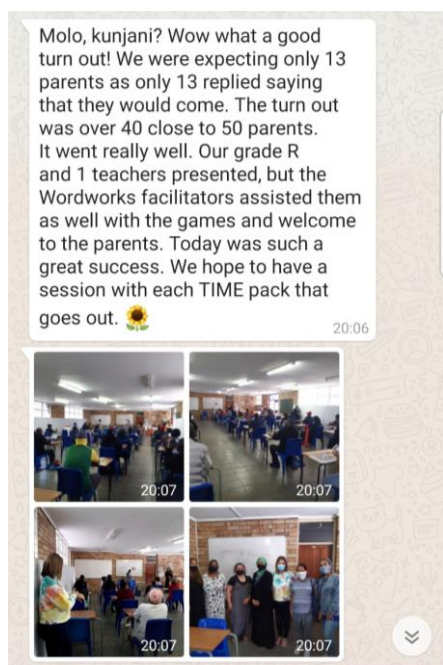 Molo, kunjani? Wow what a good
turn out! We were expecting only 13
parents as only 13 replied saying
that they would come. The turn out
was over 40 close to 50 parents.
It went really well. Our grade R
and 1 teachers presented, but the
Wordworks facilitators assisted them
as well with the games and welcome
to the parents. Today was such a
great success. We hope to have a
session with each TIME pack that
goes out. 🌻
20:06
20:07
20:07
20:07
20:07